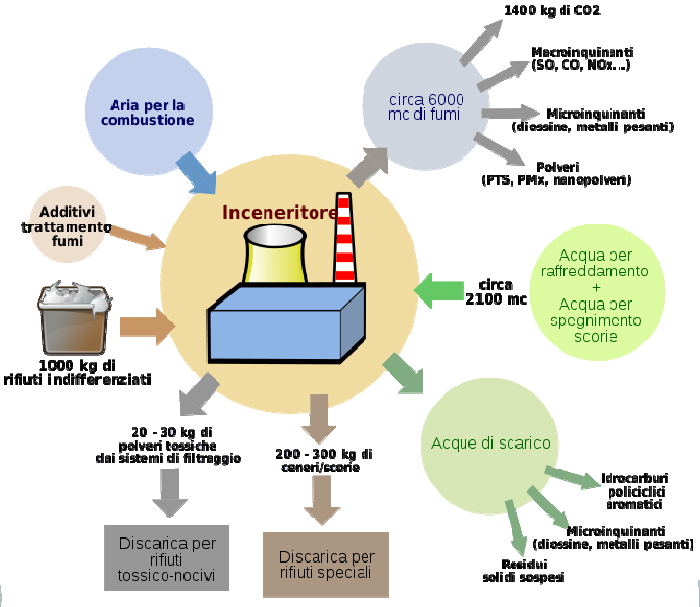 1400 kg di CO2
Macroinquinanti
(SO, CO, NOx...)
circa 6000
mc di fumi
Microinquinanti
(diossine, metalli pesanti)
Polveri
(PTS, PMx, nanopolveri)
Aria per la
combustione
Additivi
trattamento
fumi
Inceneritore
Acqua per
raffreddamento
+
Acqua per
spegnimento
scorie
circa
2100 mc
1000 kg di
rifiuti indifferenziati
20 - 30 kg di
polveri tossiche
dai sistemi di filtraggio
200 - 300 kg di
ceneri/scorie
Acque di scarico
Idrocarburi
policiclici
aromatici
Microinquinanti
(diossine, metalli pesanti)
Residui
solidi sospesi
Discarica per
rifiuti
tossico-nocivi
Discarica per
rifiuti speciali